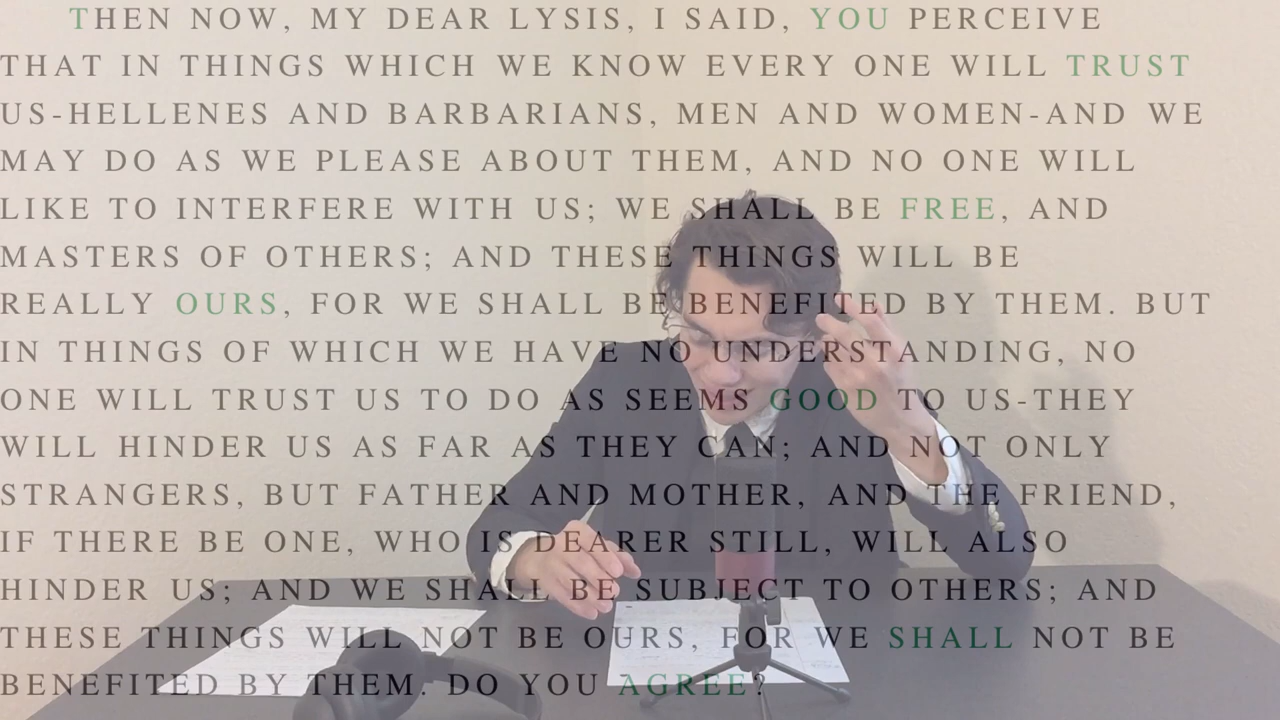 THEN NOW, MY DEAR LYSIS, I SAID, YOU PERCEIVE
THAT IN THINGS WHICH WE KNOW EVERY ONE WILL TRUST
US-HELLENES AND BARBARIANS, MEN AND WOMEN-AND WE
MAY DO AS WE PLEASE ABOUT THEM, AND NO ONE WILL
LIKE TO INTERFERE WITH US; WE SHALL BE FREE, AND
MASTERS OF OTHERS; AND THESE THINGS WILL BE
REALLY OURS, FOR WE SHALL BE BENEFITED BY THEM. BUT
IN THINGS OF WHICH WE HAVE NO UNDERSTANDING, NO
ONE WILL TRUST US TO DO AS SEEMS GOOD TO US-THEY
WILL HINDER US AS FAR AS THEY CAN; AND NOT ONLY
STRANGERS, BUT FATHER AND MOTHER, AND THE FRIEND,
IF THERE BE ONE, WHO IS DEARER STILL, WILL ALSO
HINDER US; AND WE SHALL BE SUBJECT TO OTHERS; AND
THESE THINGS WILL NOT BE OURS, FOR WE SHALL NOT BE
BENEFITED BY THEM. DO YOU AGREE?